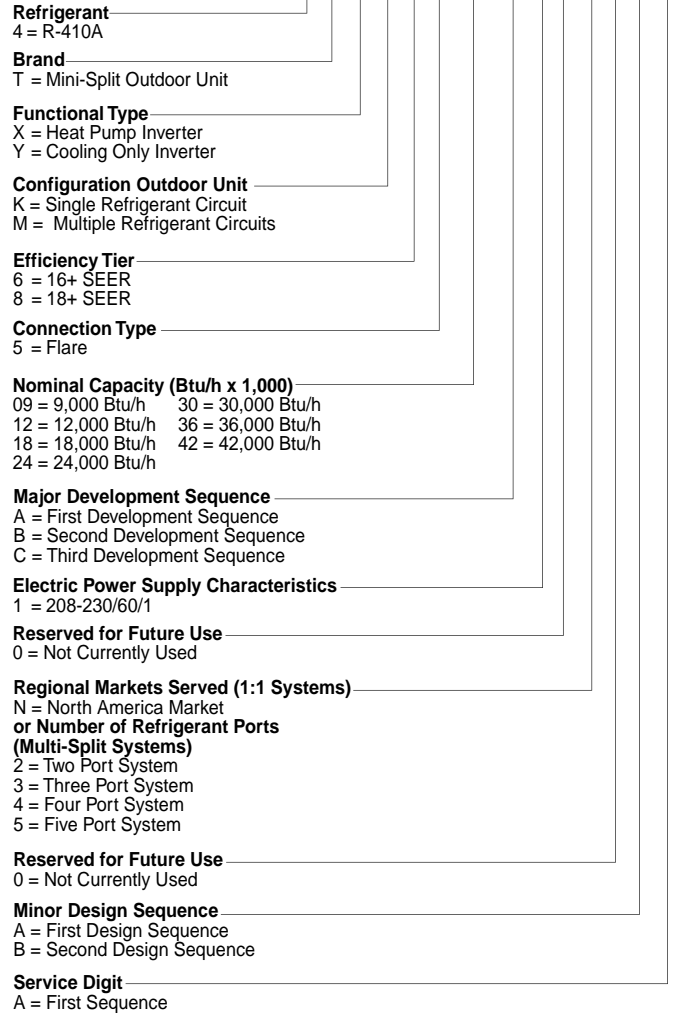 Refrigerant
4 = R-410A
Brand
T = Mini-Split Outdoor Unit
Functional Type
X = Heat Pump Inverter
Y = Cooling Only Inverter
Configuration Outdoor Unit
K = Single Refrigerant Circuit
M = Multiple Refrigerant Circuits
Efficiency Tier
6 = 16+ SEER
8 = 18+ SEER
Connection Type
5 = Flare
Nominal Capacity (Btu/h x 1,000)
09 = 9,000 Btu/h 30 = 30,000 Btu/h
12 = 12,000 Btu/h 36 = 36,000 Btu/h
18 = 18,000 Btu/h 42 = 42,000 Btu/h
24 = 24,000 Btu/h
Major Development Sequence
A = First Development Sequence
B = Second Development Sequence
C = Third Development Sequence
Electric Power Supply Characteristics
1 = 208-230/60/1
Reserved for Future Use
0 = Not Currently Used
Regional Markets Served (1:1 Systems)
N = North America Market
or Number of Refrigerant Ports
(Multi-Split Systems)
2 = Two Port System
3 = Three Port System
4 = Four Port System
5 = Five Port System
Reserved for Future Use
0 = Not Currently Used
Minor Design Sequence
A = First Design Sequence
B = Second Design Sequence
Service Digit
A = First Sequence